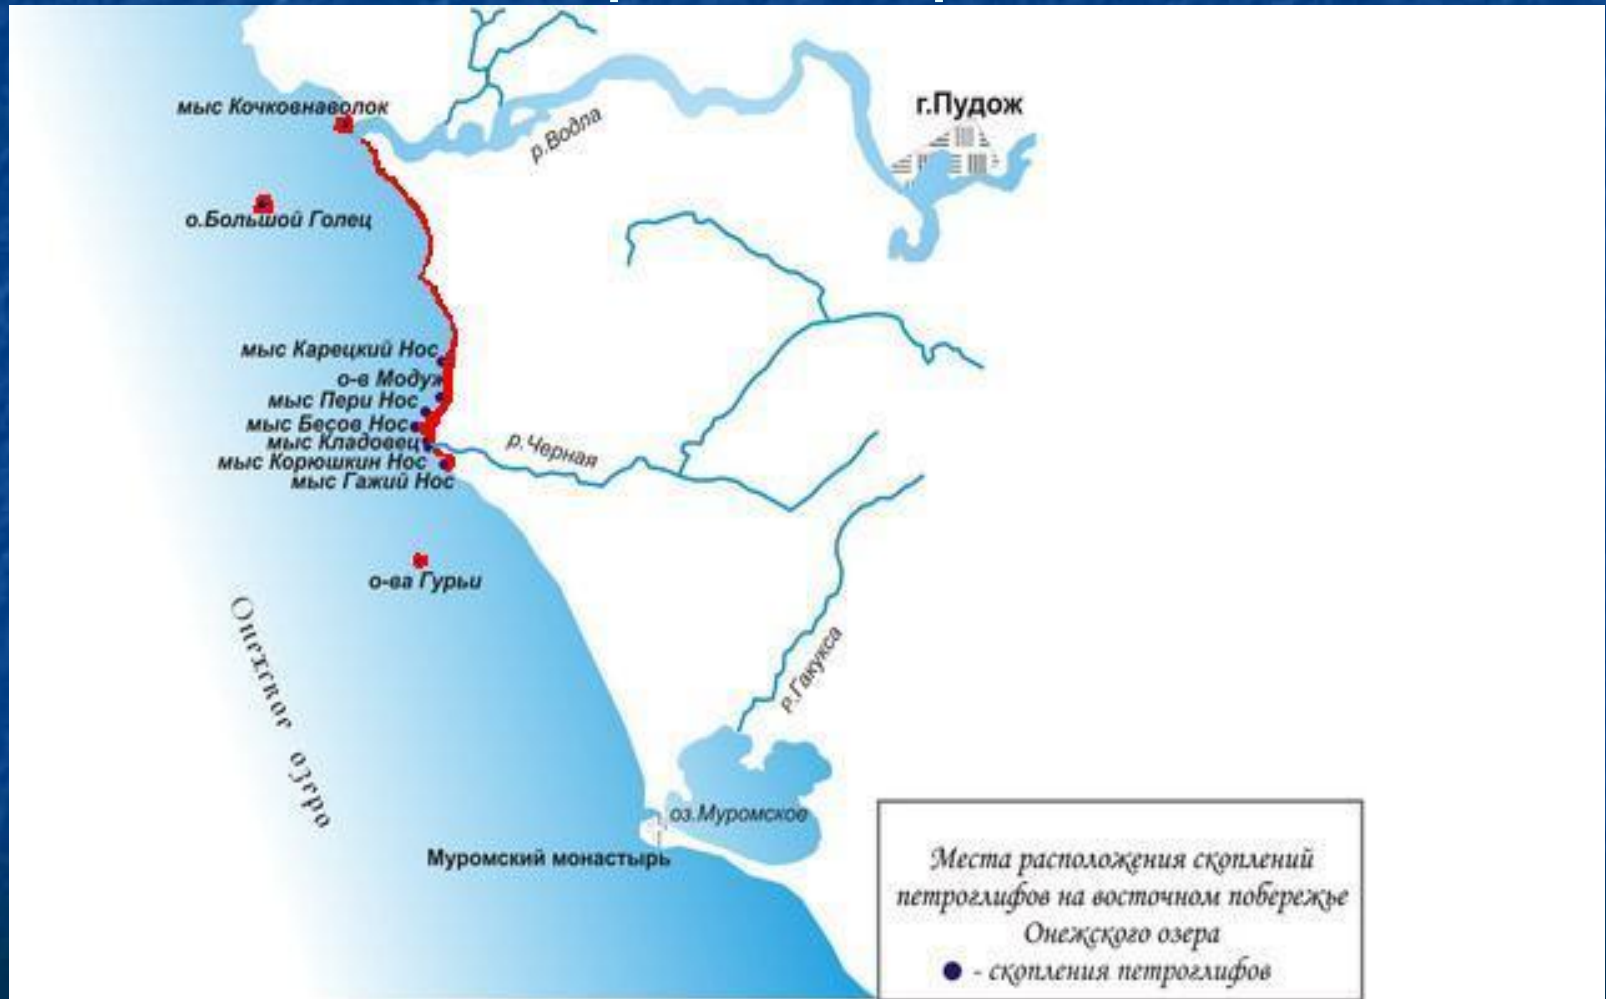 мыс Кочковнаволок
г.Пудож
р.Водла
о.Большой Голец
мыс Карецкий Нос
о-в Модуж
мыс Пери Нос
мыс Бесов Нос
мыс Кладовец
р.Черная
мыс Корюшкин Нос
мыс Гажий Нос
о-ва Гурьи
Онежское озеро
р.Гакукса
оз.Муромское
Муромский монастырь
Места расположения скоплений
петроглифов на восточном побережье
Онежского озера
- скопления петроглифов